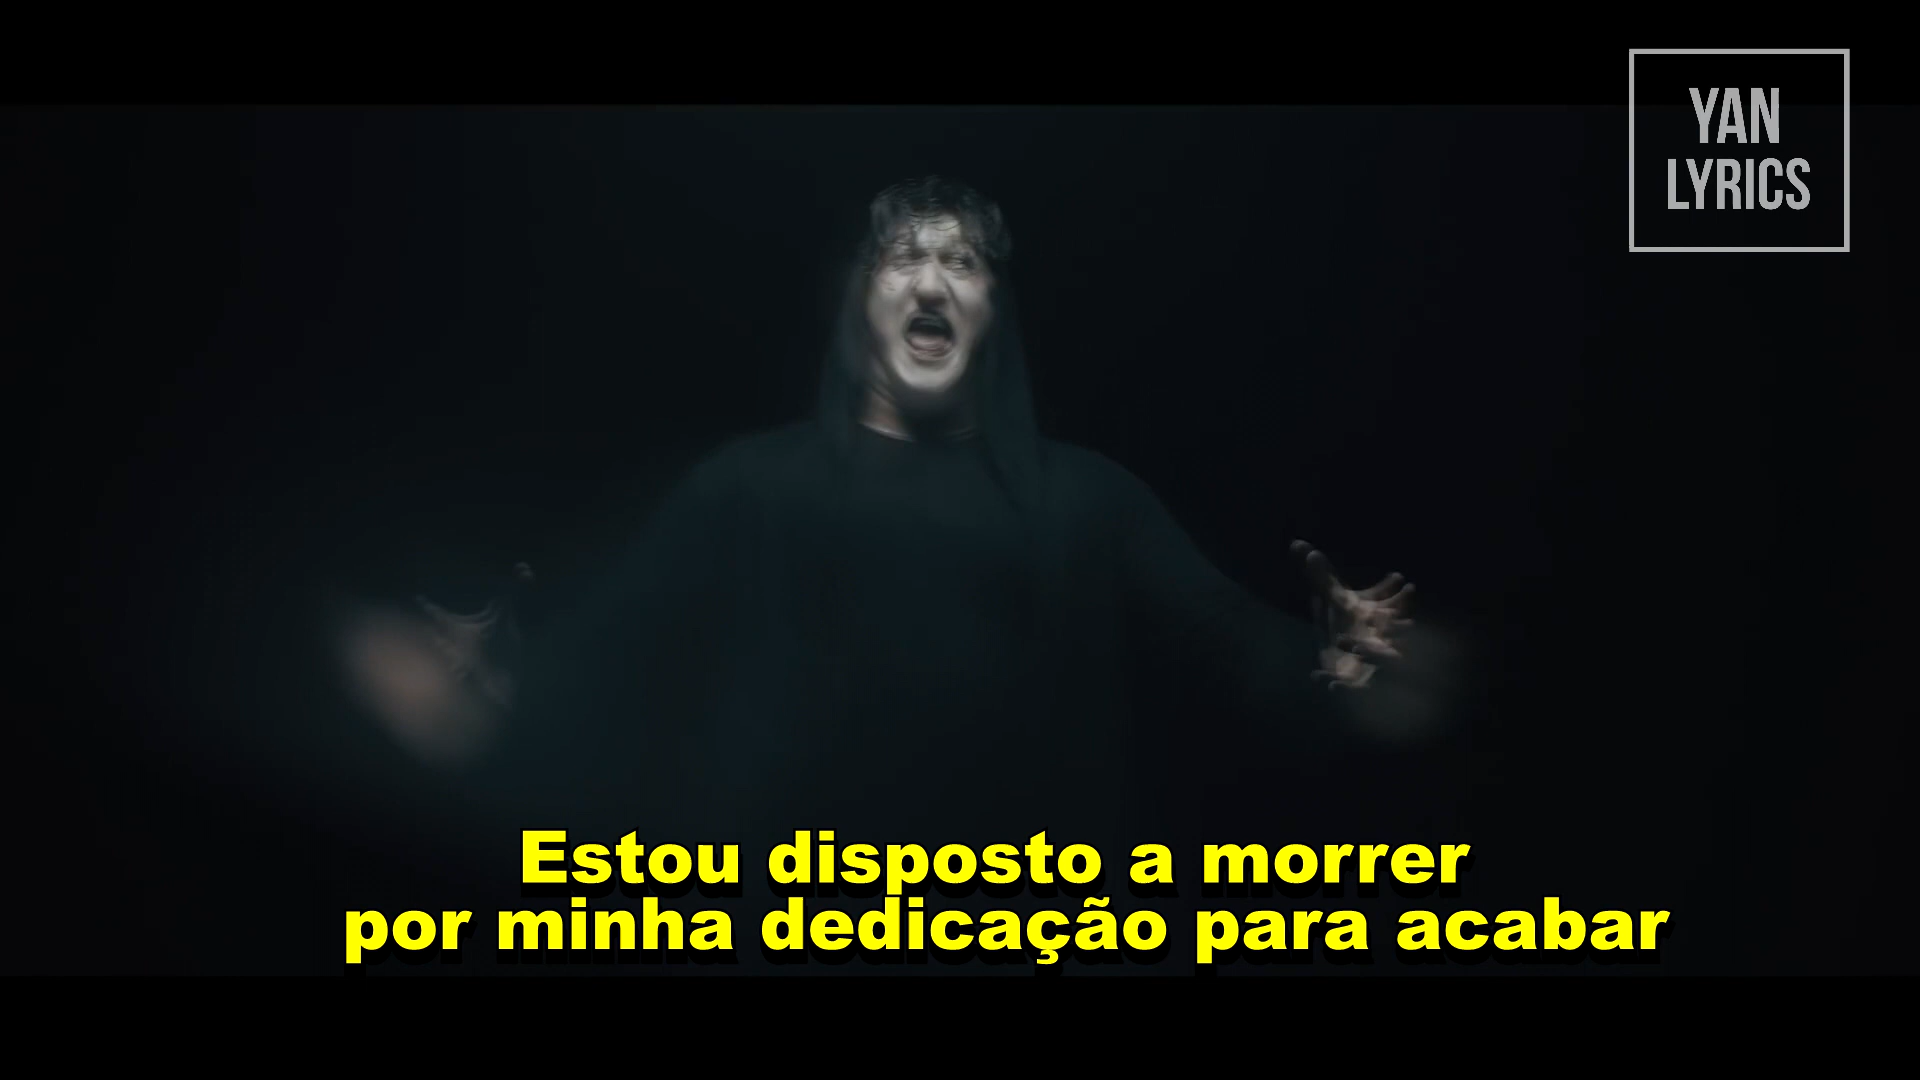 YAN
LYRICS
Estou disposto a morrer
por minha dedicação para acabar